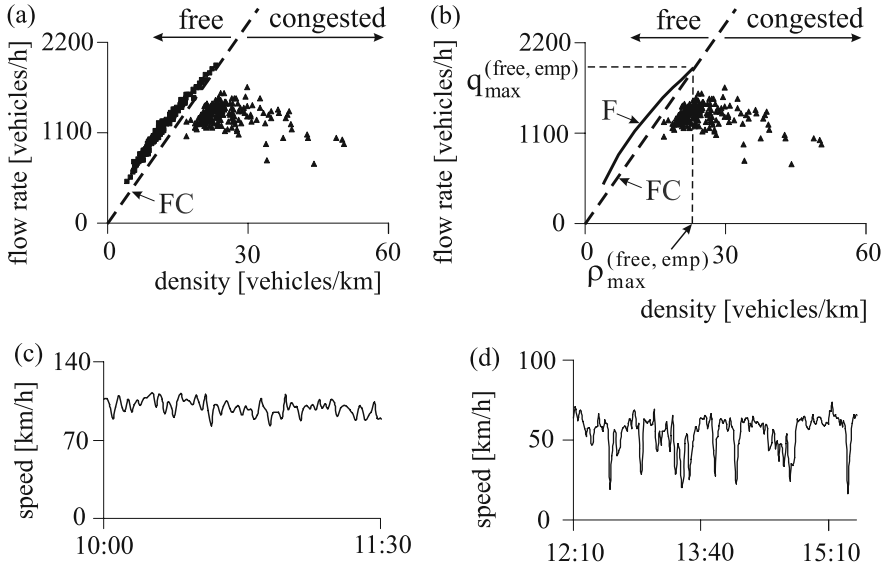 (a)
free congested
flow rate [vehicles/h]
2200
1100
0
FC
0 30 60
density [vehicles/km]
(b)
free congested
flow rate [vehicles/h]
2200
q max (free, emp)
1100
0
F
FC
0 30 60
ρ max (free, emp)
density [vehicles/km]
(c)
speed [km/h]
140
70
0
10:00 11:30
(d)
speed [km/h]
100
50
0
12:10 13:40 15:10